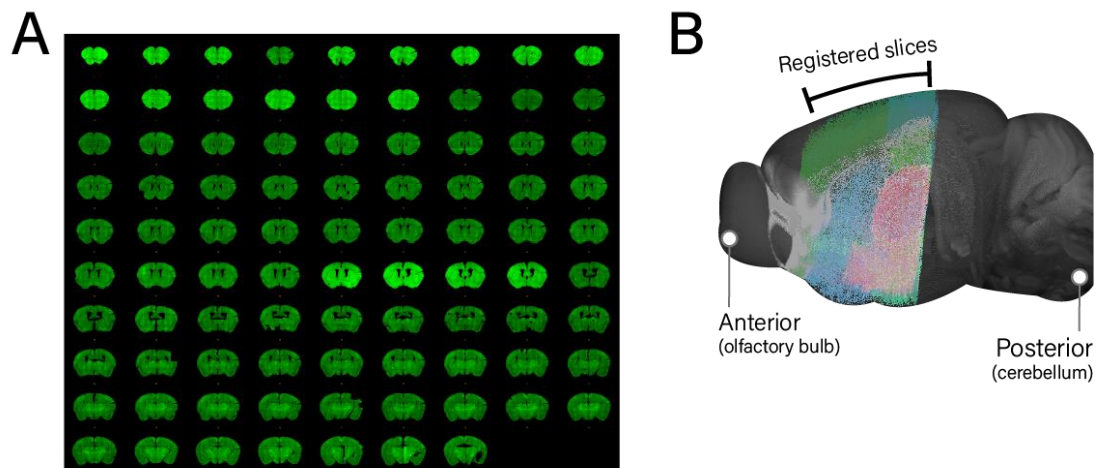 A
B
Registered slices
Anterior
(olfactory bulb)
Posterior
(cerebellum)